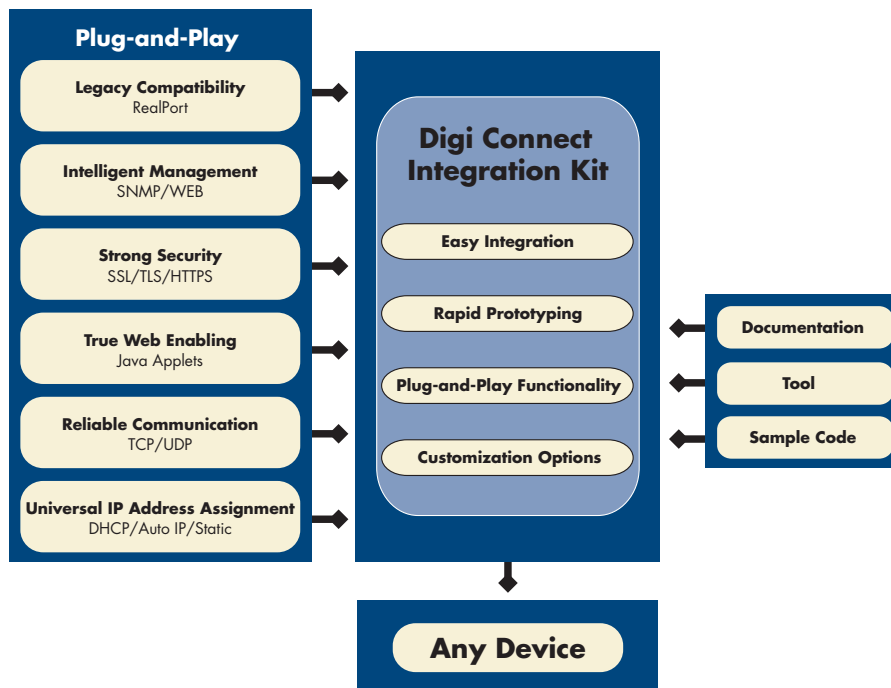 Plug-and-Play
Legacy Compatibility
RealPort
Intelligent Management
SNMP/WEB
Strong Security
SSL/TLS/HTTPS
True Web Enabling
Java Applets
Reliable Communication
TCP/UDP
Universal IP Address Assignment
DHCP/Auto IP/Static
Digi Connect
Integration Kit
Easy Integration
Rapid Prototyping
Plug-and-Play Functionality
Customization Options
Documentation
Tool
Sample Code
Any Device